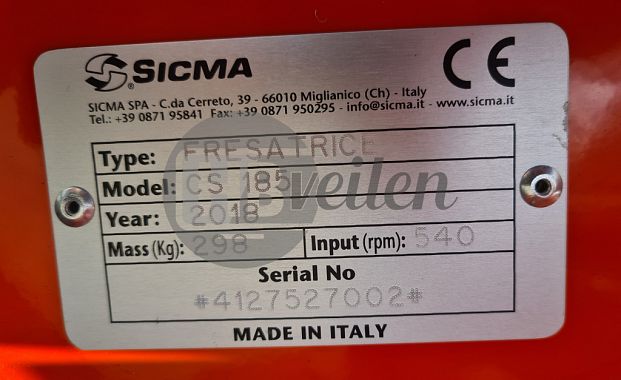 SICMA
CE
SICMA SPA - C.da Cerreto, 39 - 66010 Miglianico (Ch) - Italy
Tel.: +39 0871 95841 Fax: +39 0871 950295 - info@sicma.it - www.sicma.it
Type: FRESATRICE
Model: CS 185
veilen
Year: 2018
Mass (Kg): 298 Input (rpm): 540
Serial No
#4127527002#
MADE IN ITALY